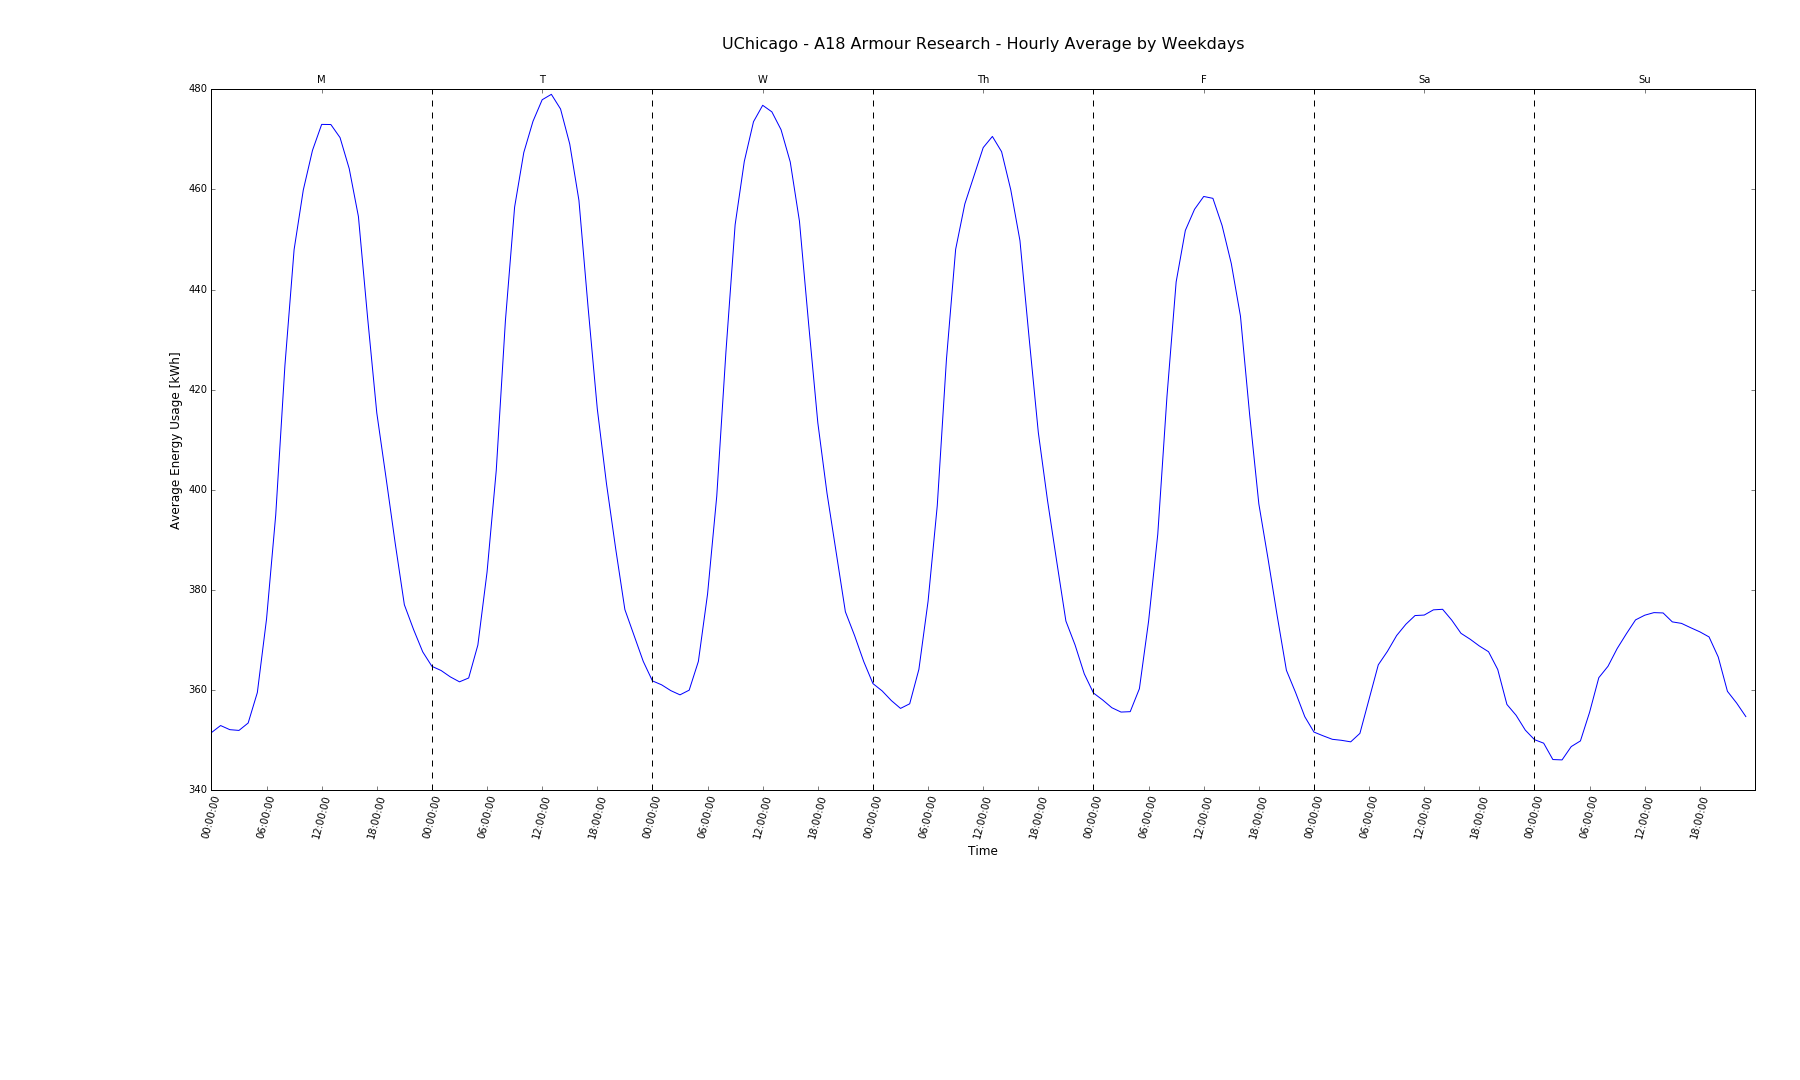 UChicago - A18 Armour Research - Hourly Average by Weekdays
M T W Th F Sa Su
480
460
440
420
400
380
360
340
Average Energy Usage [kWh]
00:00:00 06:00:00 12:00:00 18:00:00 00:00:00 06:00:00 12:00:00 18:00:00 00:00:00 06:00:00 12:00:00 18:00:00 00:00:00 06:00:00 12:00:00 18:00:00 00:00:00 06:00:00 12:00:00 18:00:00 00:00:00 06:00:00 12:00:00 18:00:00 00:00:00 06:00:00 12:00:00 18:00:00
Time